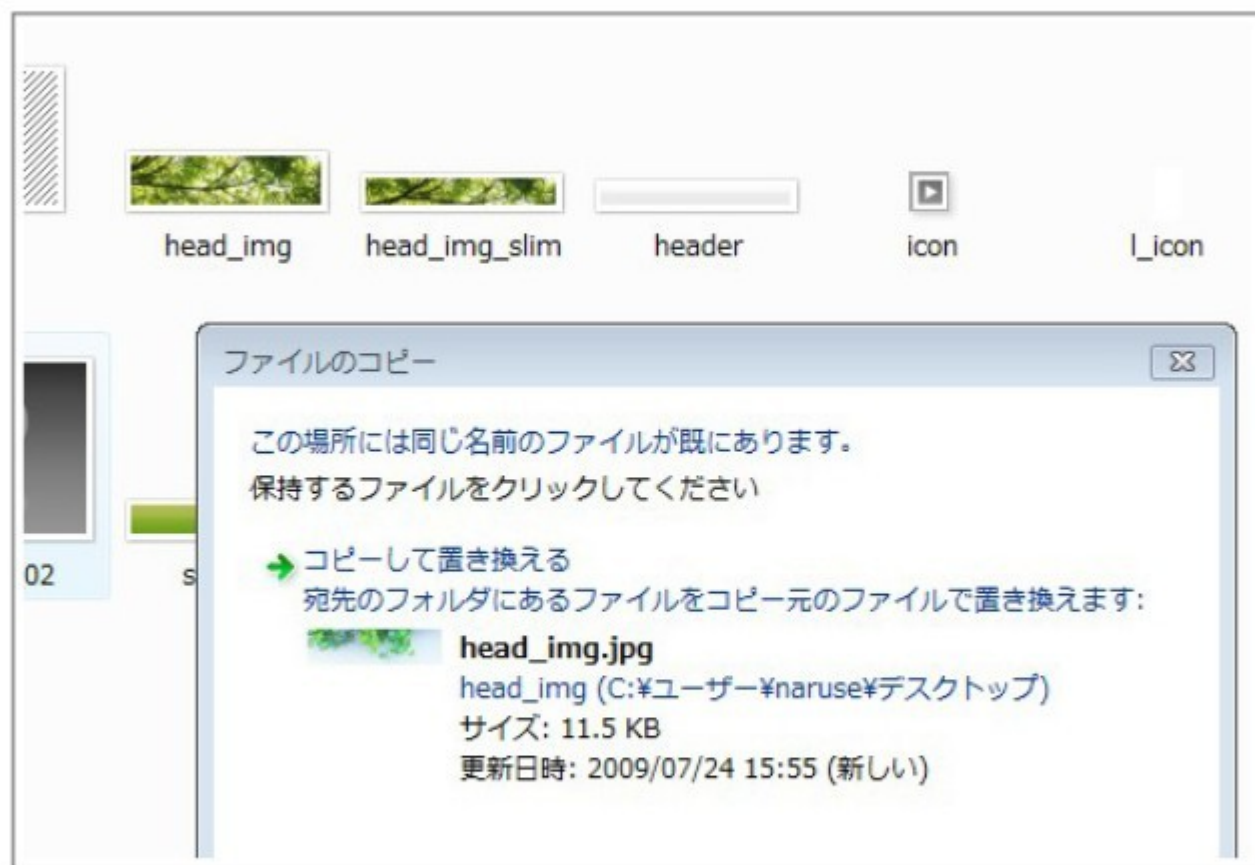 head_img
head_img_slim
header
icon
l_icon
02
s
ファイルのコピー
この場所には同じ名前のファイルが既にあります。
保持するファイルをクリックしてください
コピーして置き換える
宛先のフォルダにあるファイルをコピー元のファイルで置き換えます:
head_img.jpg
head_img (C:¥ユーザー¥naruse¥デスクトップ)
サイズ: 11.5 KB
更新日時: 2009/07/24 15:55 (新しい)